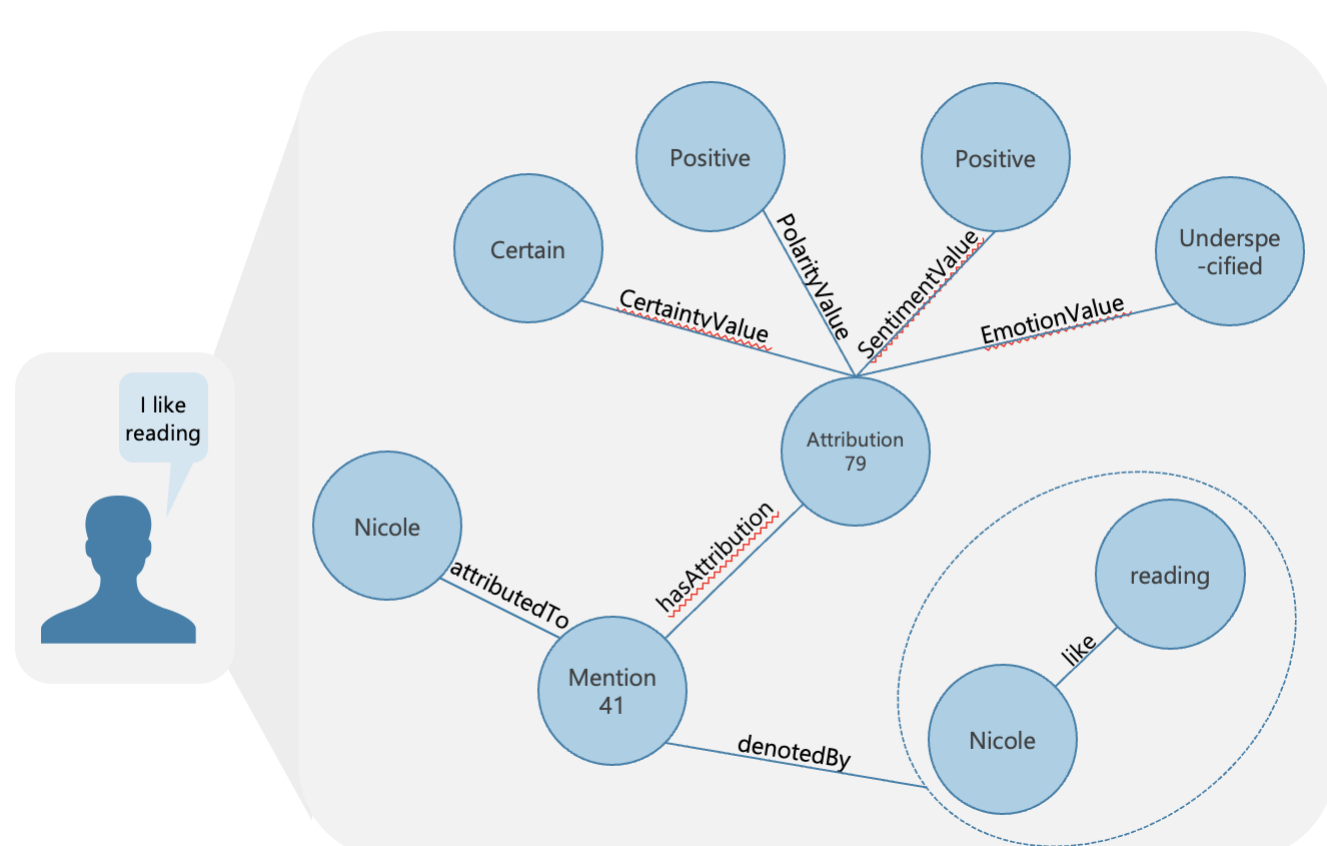 Positive
Positive
Certain
Underspe
-cified
PolarityValue
SentimentValue
CertaintyValue
EmotionValue
I like
reading
Attribution
79
Nicole
attributedTo
hasAttribution
reading
like
Mention
41
Nicole
denotedBy